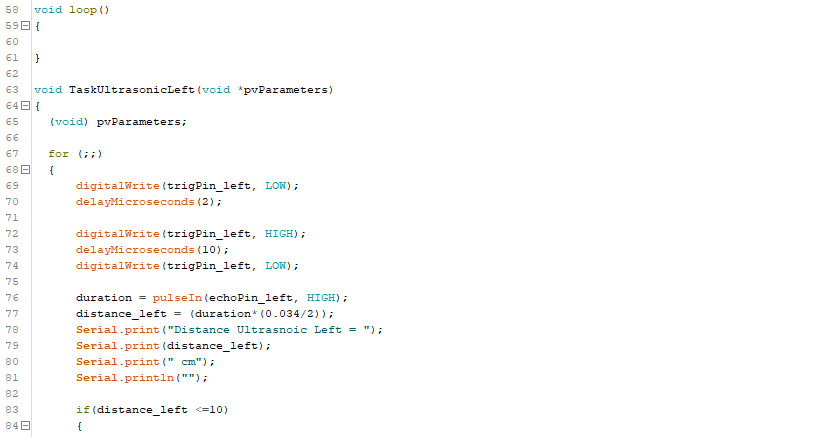 58 void loop()
59 {
60
61 }
62
63 void TaskUltrasonicLeft(void *pvParameters)
64 {
65   (void) pvParameters;
66
67   for (;;)
68   {
69       digitalWrite(trigPin_left, LOW);
70       delayMicroseconds(2);
71
72       digitalWrite(trigPin_left, HIGH);
73       delayMicroseconds(10);
74       digitalWrite(trigPin_left, LOW);
75
76       duration = pulseIn(echoPin_left, HIGH);
77       distance_left = (duration*(0.034/2));
78       Serial.print("Distance Ultrasnoic Left = ");
79       Serial.print(distance_left);
80       Serial.print(" cm");
81       Serial.println("");
82
83       if(distance_left <=10)
84       {